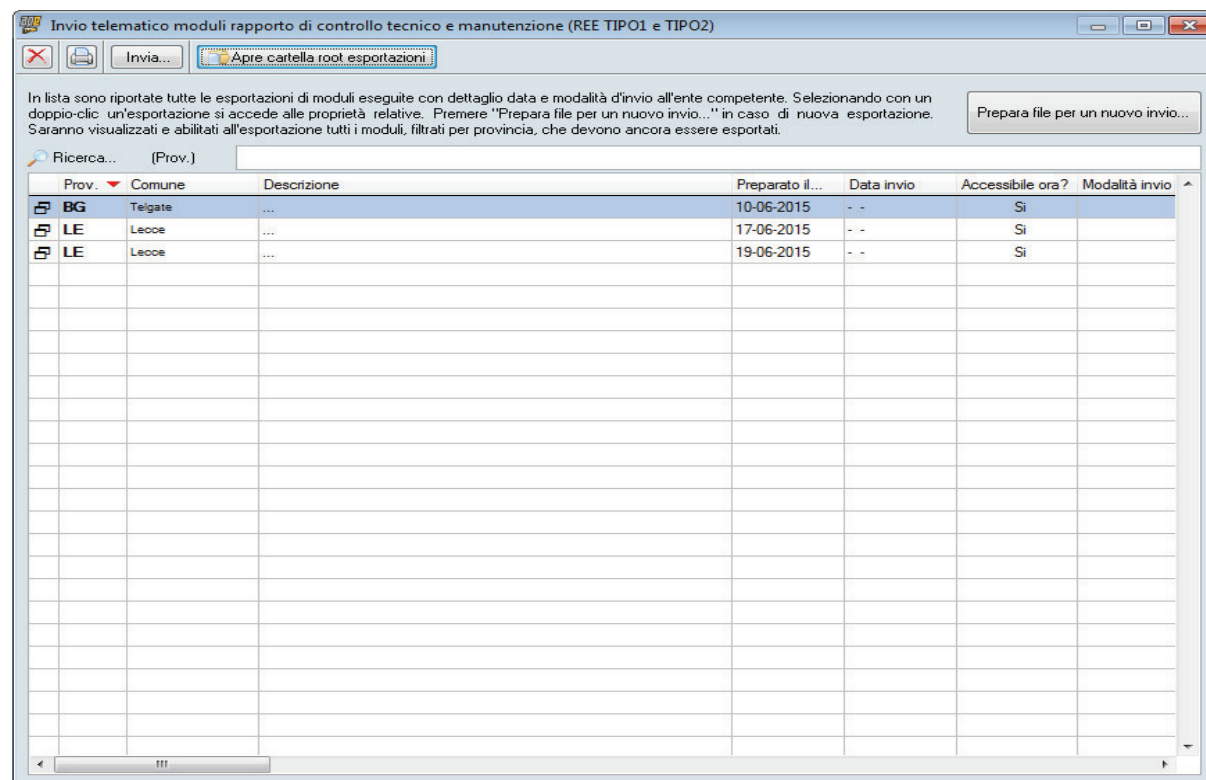 Invio telematico moduli rapporto di controllo tecnico e manutenzione (REE TIPO1 e TIPO2)
Invia... Apre cartella root esportazioni
In lista sono riportate tutte le esportazioni di moduli eseguite con dettaglio data e modalità d'invio all'ente competente. Selezionando con un
doppio-clic un'esportazione si accede alle proprietà relative. Premere "Prepara file per un nuovo invio..." in caso di nuova esportazione.
Saranno visualizzati e abilitati all'esportazione tutti i moduli, filtrati per provincia, che devono ancora essere esportati.
Prepara file per un nuovo invio...
Ricerca... (Prov.)
Prov. Comune Descrizione Preparato il... Data invio Accessibile ora? Modalità invio
BG Telgate ... 10-06-2015 - - Si
LE Lecce ... 17-06-2015 - - Si
LE Lecce ... 19-06-2015 - - Si